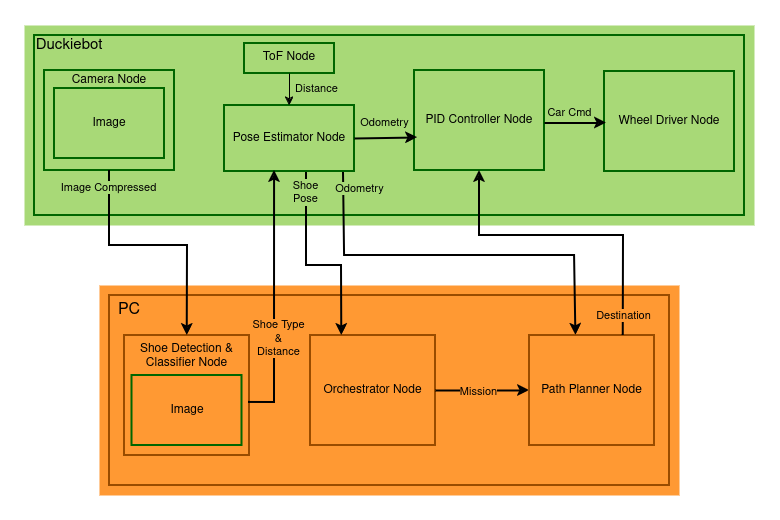 Duckiebot
ToF Node
Camera Node
Image
Distance
Pose Estimator Node
Odometry
PID Controller Node
Car Cmd
Wheel Driver Node
Image Compressed
Shoe
Pose
Odometry
PC
Shoe Detection &
Classifier Node
Image
Shoe Type
&
Distance
Orchestrator Node
Mission
Destination
Path Planner Node